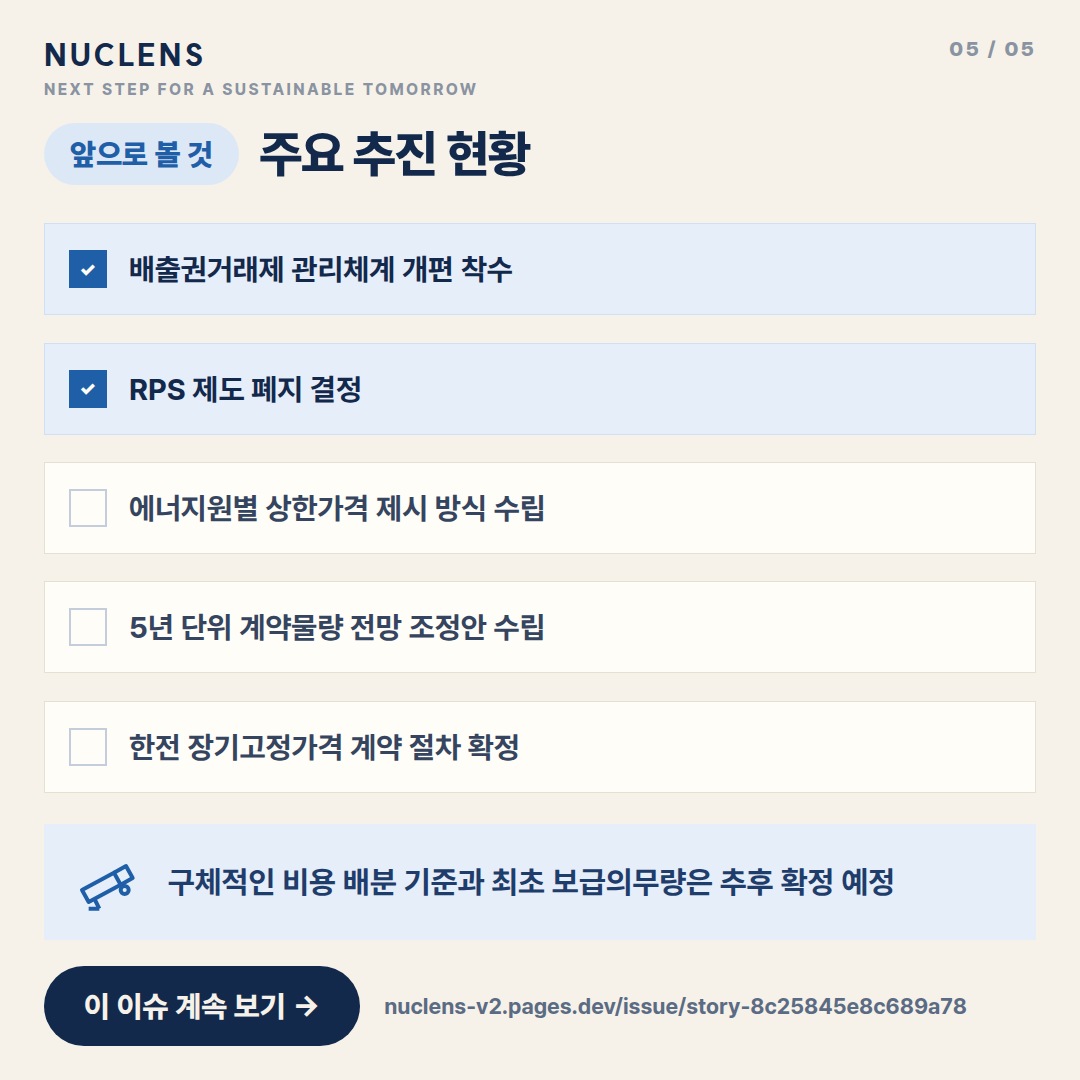 NUCLENS
05 / 05
NEXT STEP FOR A SUSTAINABLE TOMORROW
앞으로 볼 것
주요 추진 현황
배출권거래제 관리체계 개편 착수
RPS 제도 폐지 결정
에너지원별 상한가격 제시 방식 수립
5년 단위 계약물량 전망 조정안 수립
한전 장기고정가격 계약 절차 확정
구체적인 비용 배분 기준과 최초 보급의무량은 추후 확정 예정
이 이슈 계속 보기 →
nuclens-v2.pages.dev/issue/story-8c25845e8c689a78